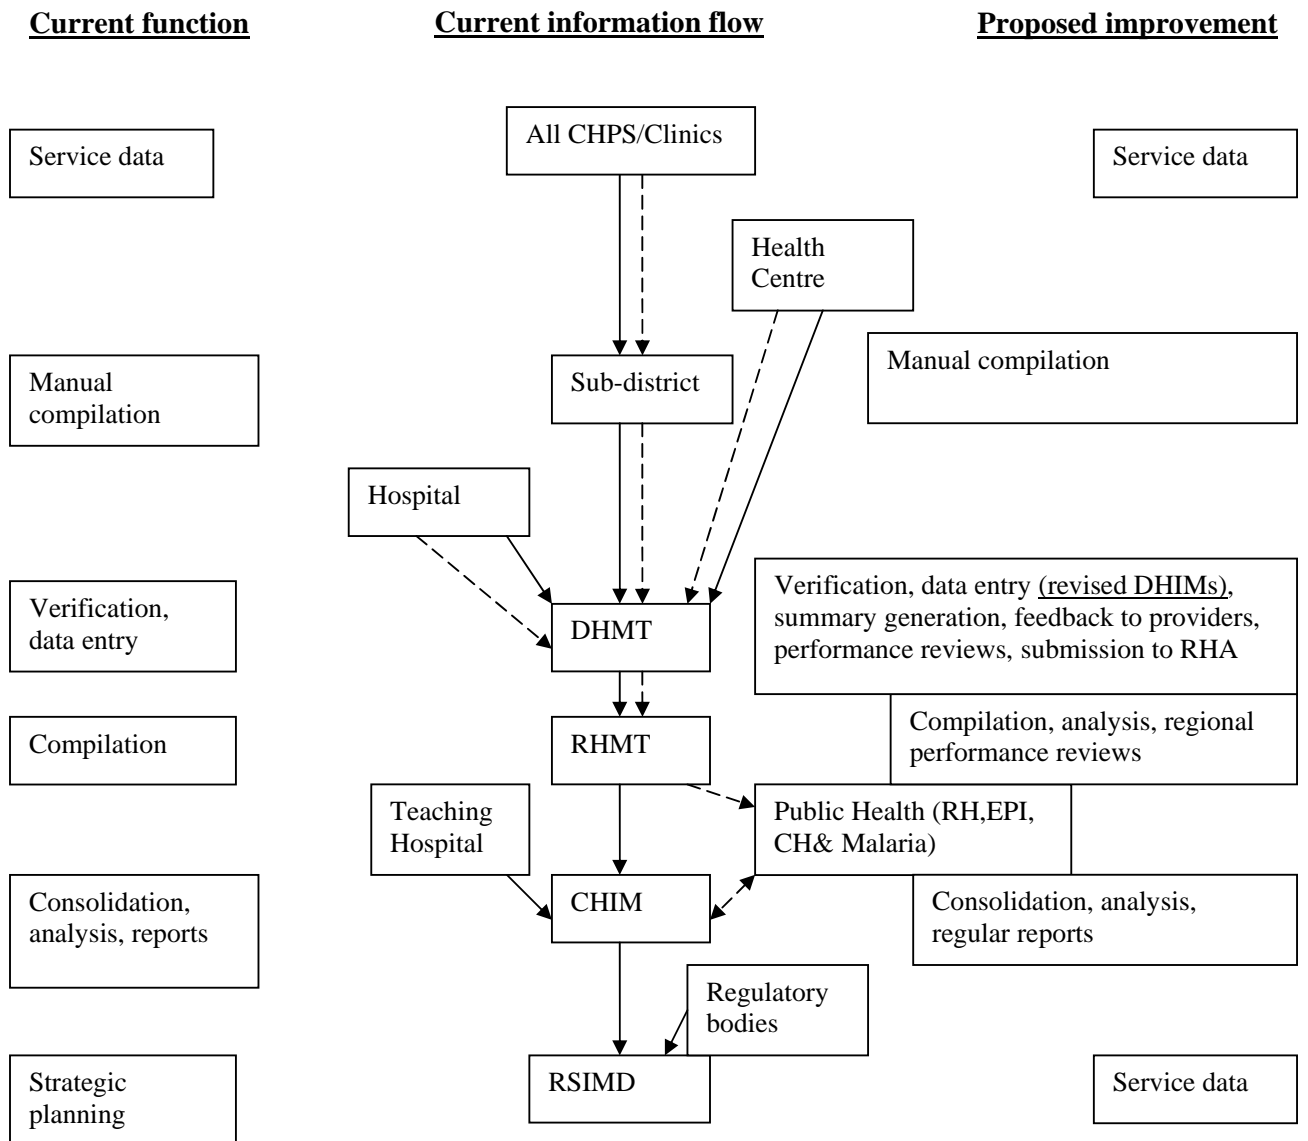 Current function
Current information flow
Proposed improvement
All CHPS/Clinics
Service data
Service data
Health
Centre
Manual
compilation
Sub-district
Manual compilation
Hospital
Verification,
data entry
DHMT
Verification, data entry (revised DHIMs),
summary generation, feedback to providers,
performance reviews, submission to RHA
Compilation
RHMT
Compilation, analysis, regional
performance reviews
Teaching
Hospital
Public Health (RH,EPI,
CH& Malaria)
Consolidation,
analysis, reports
CHIM
Consolidation, analysis,
regular reports
Regulatory
bodies
Strategic
planning
RSIMD
Service data